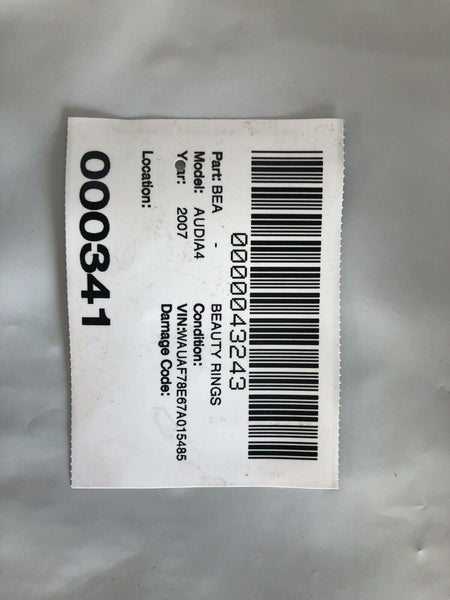 0000043243
Part: BEA - BEAUTY RINGS
Model: AUDIA4 Condition:
Year: 2007 VIN:WAUAF78E67A015485
Damage Code:
Location:
000341